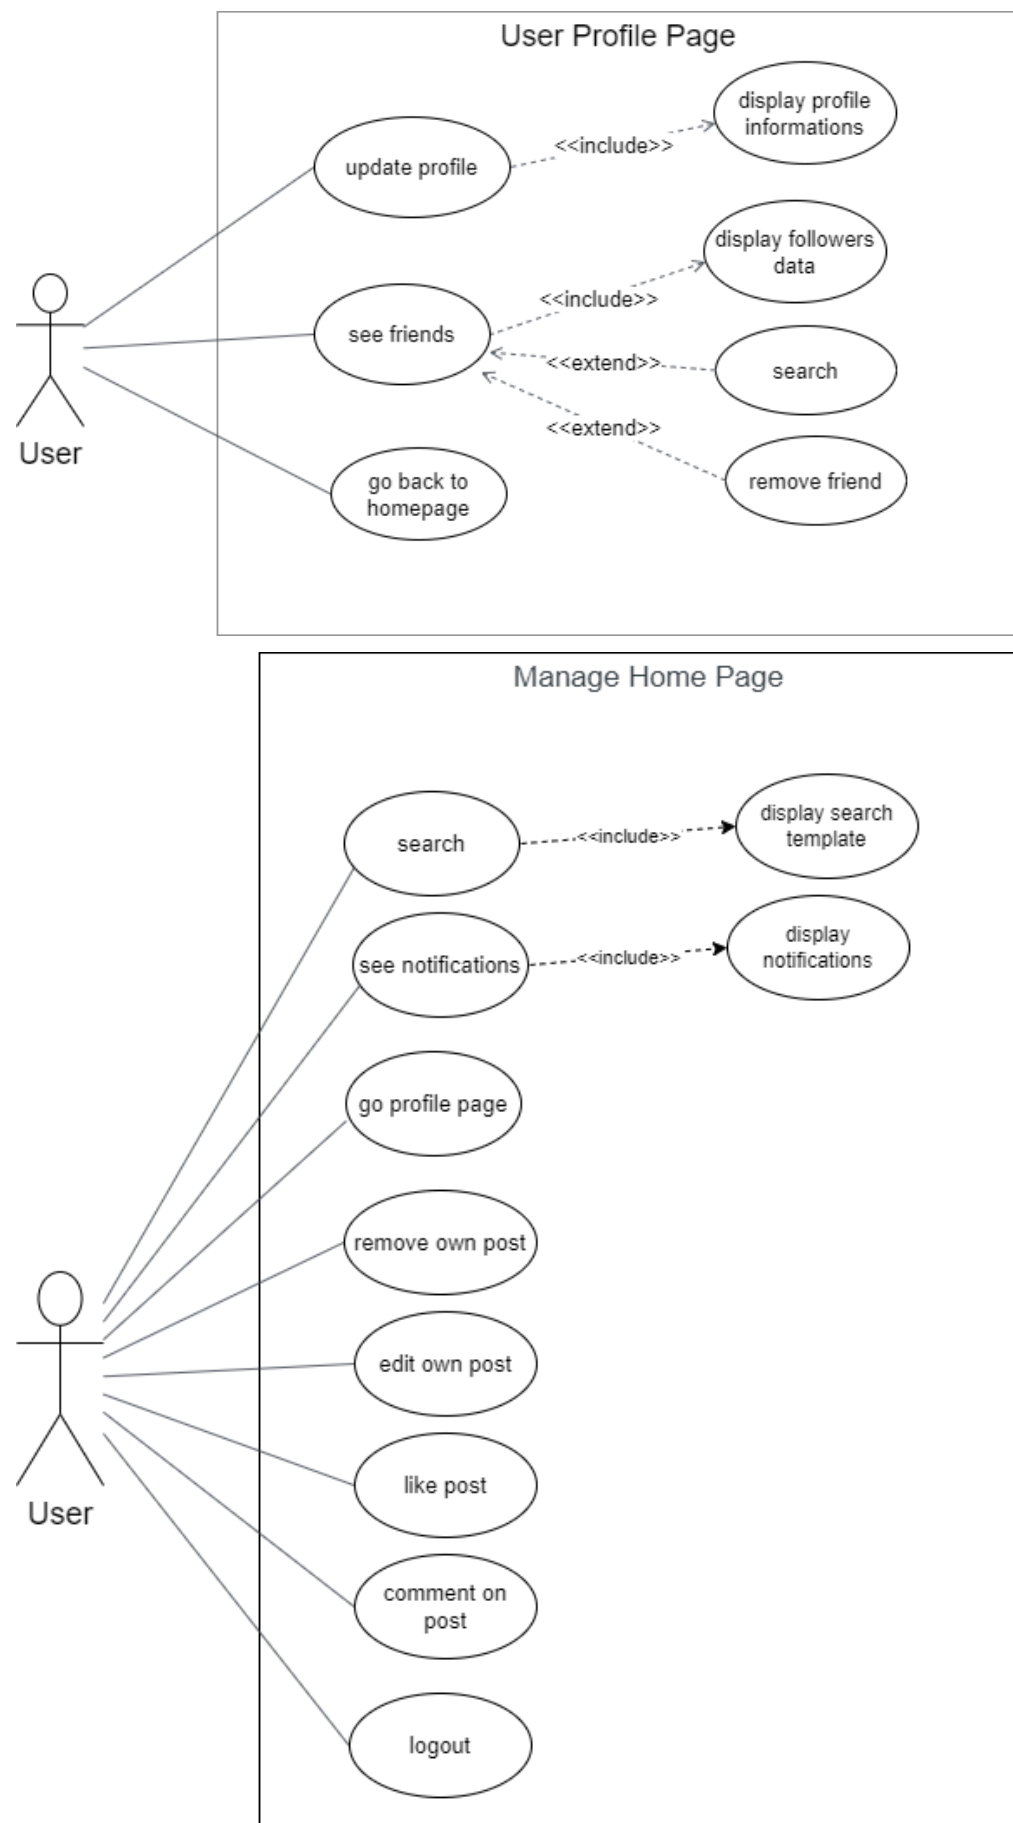 User Profile Page
display profile
informations
<<include>>
update profile
display followers
data
<<include>>
see friends
<<extend>>
search
<<extend>>
User
go back to
homepage
remove friend
Manage Home Page
display search
template
search
<<include>>
display
notifications
see notifications
<<include>>
go profile page
remove own post
edit own post
like post
User
comment on
post
logout